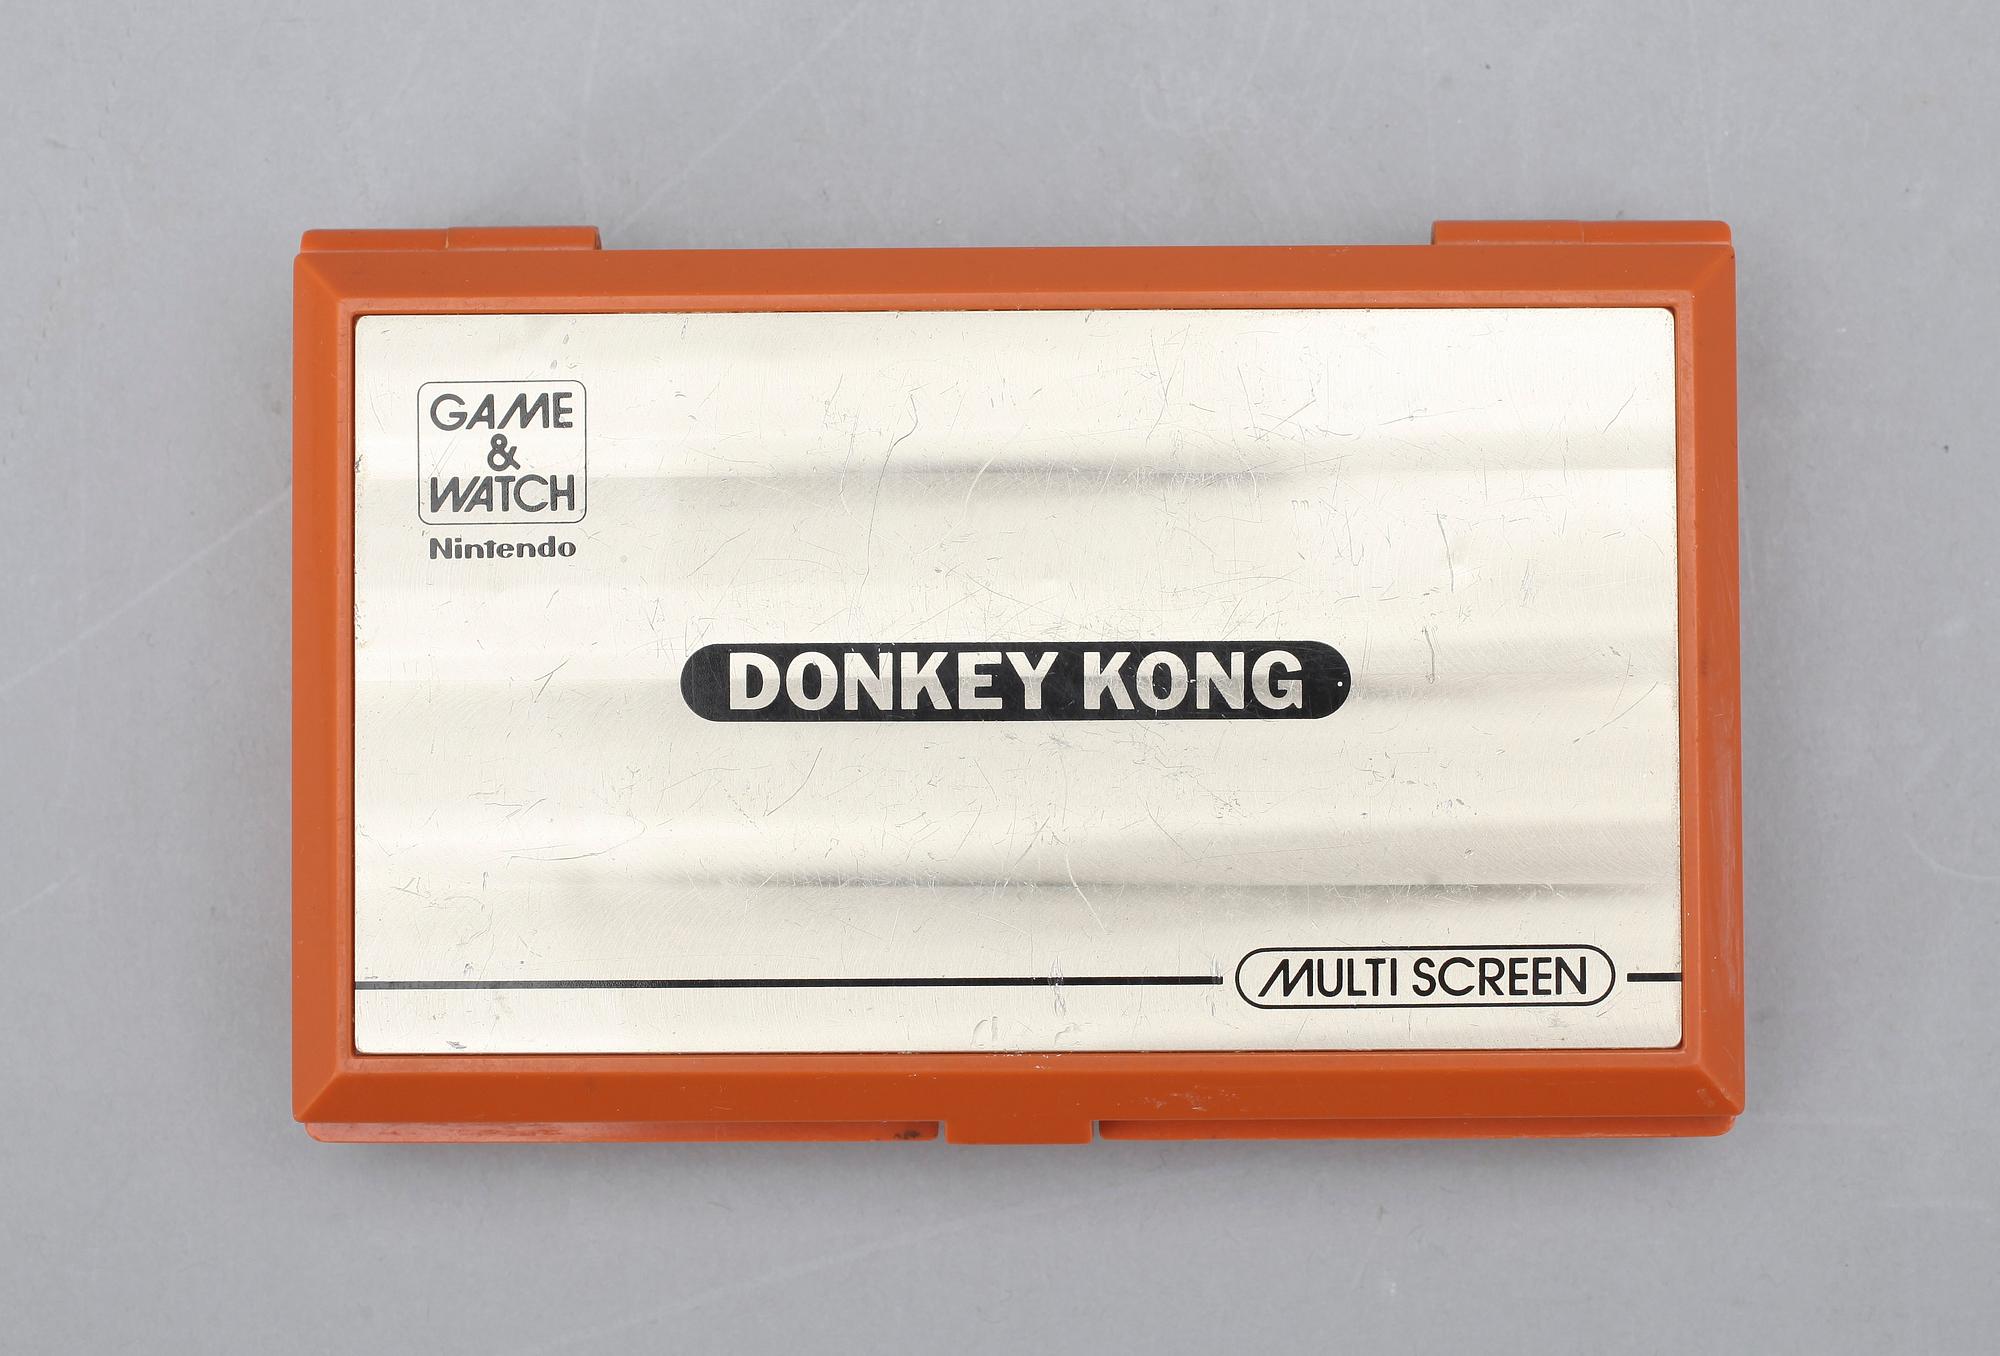 GAME
&
WATCH
Nintendo
DONKEY KONG
MULTI SCREEN